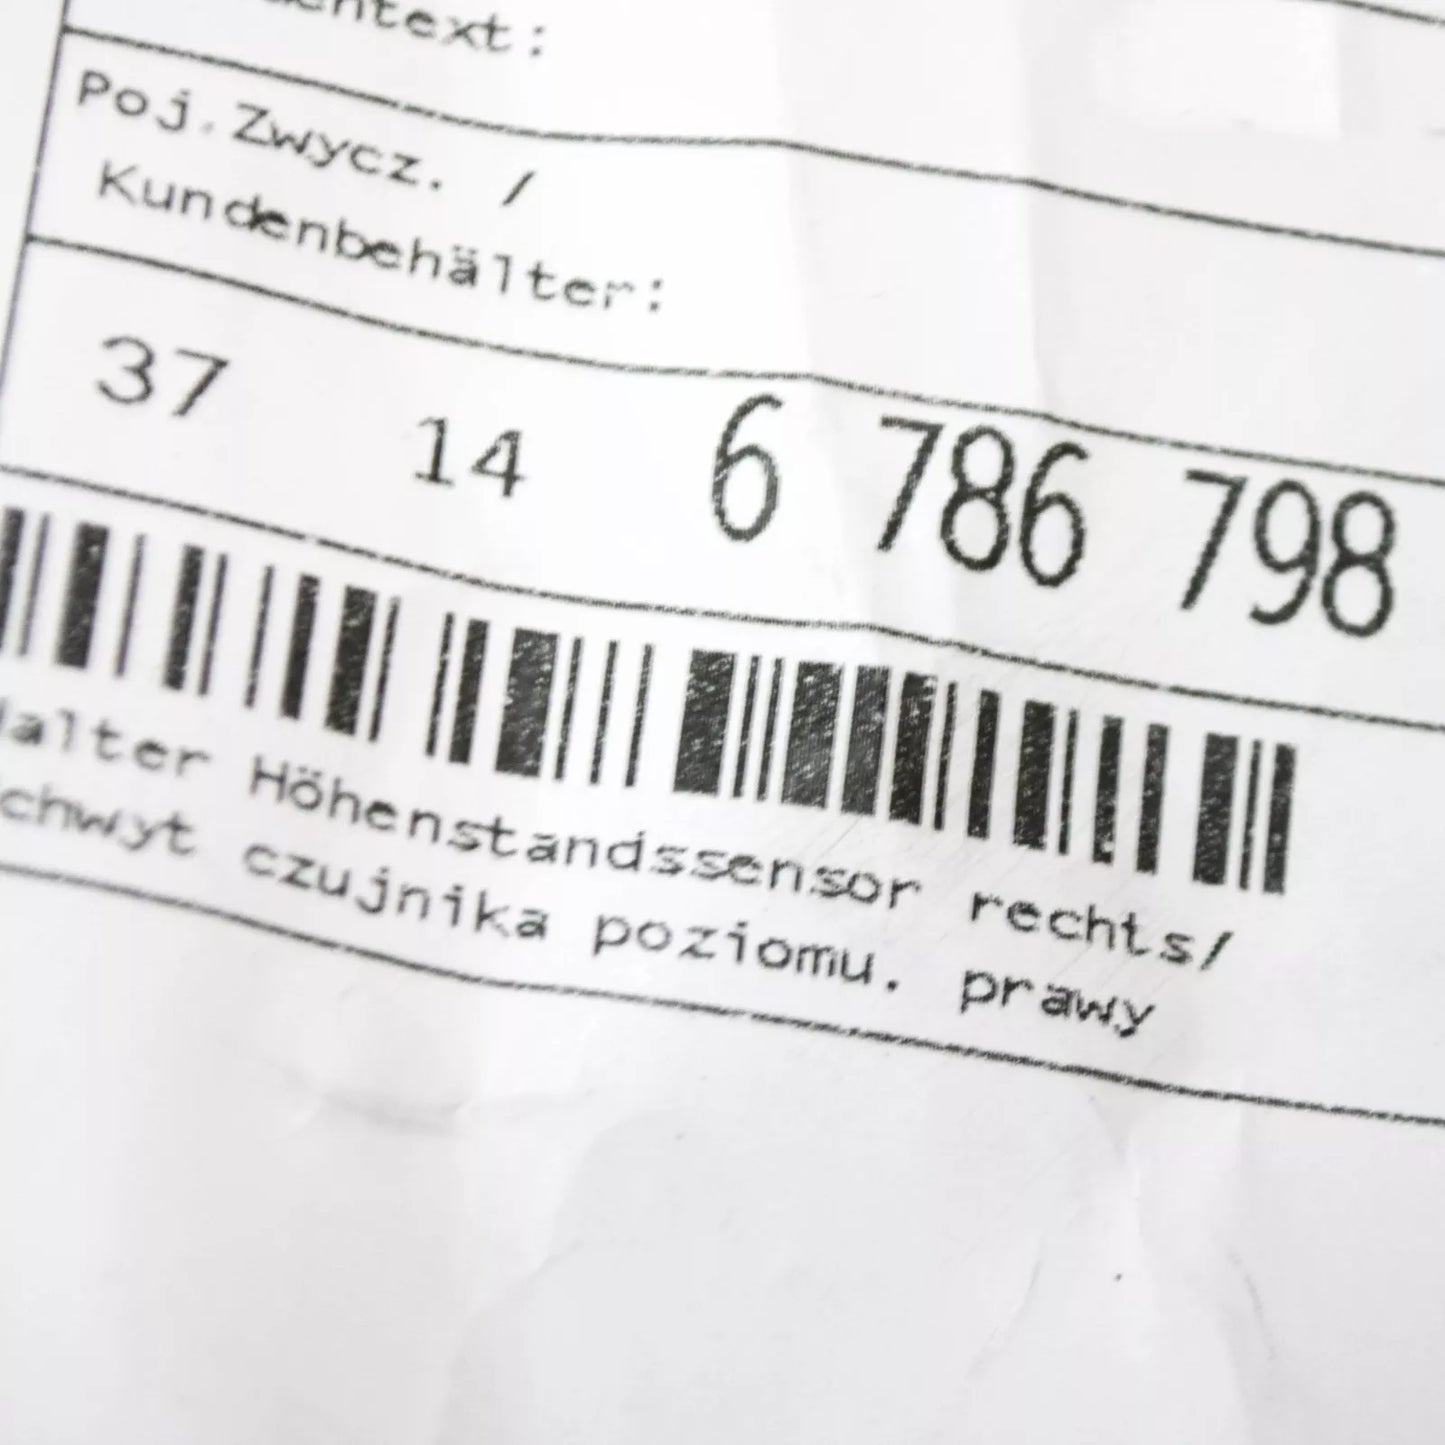 Poj.Zwycz. /
Kundenbehälter:
37 14 6 786 798
Höhenstandssensor rechts/
czujnika poziomu. prawy